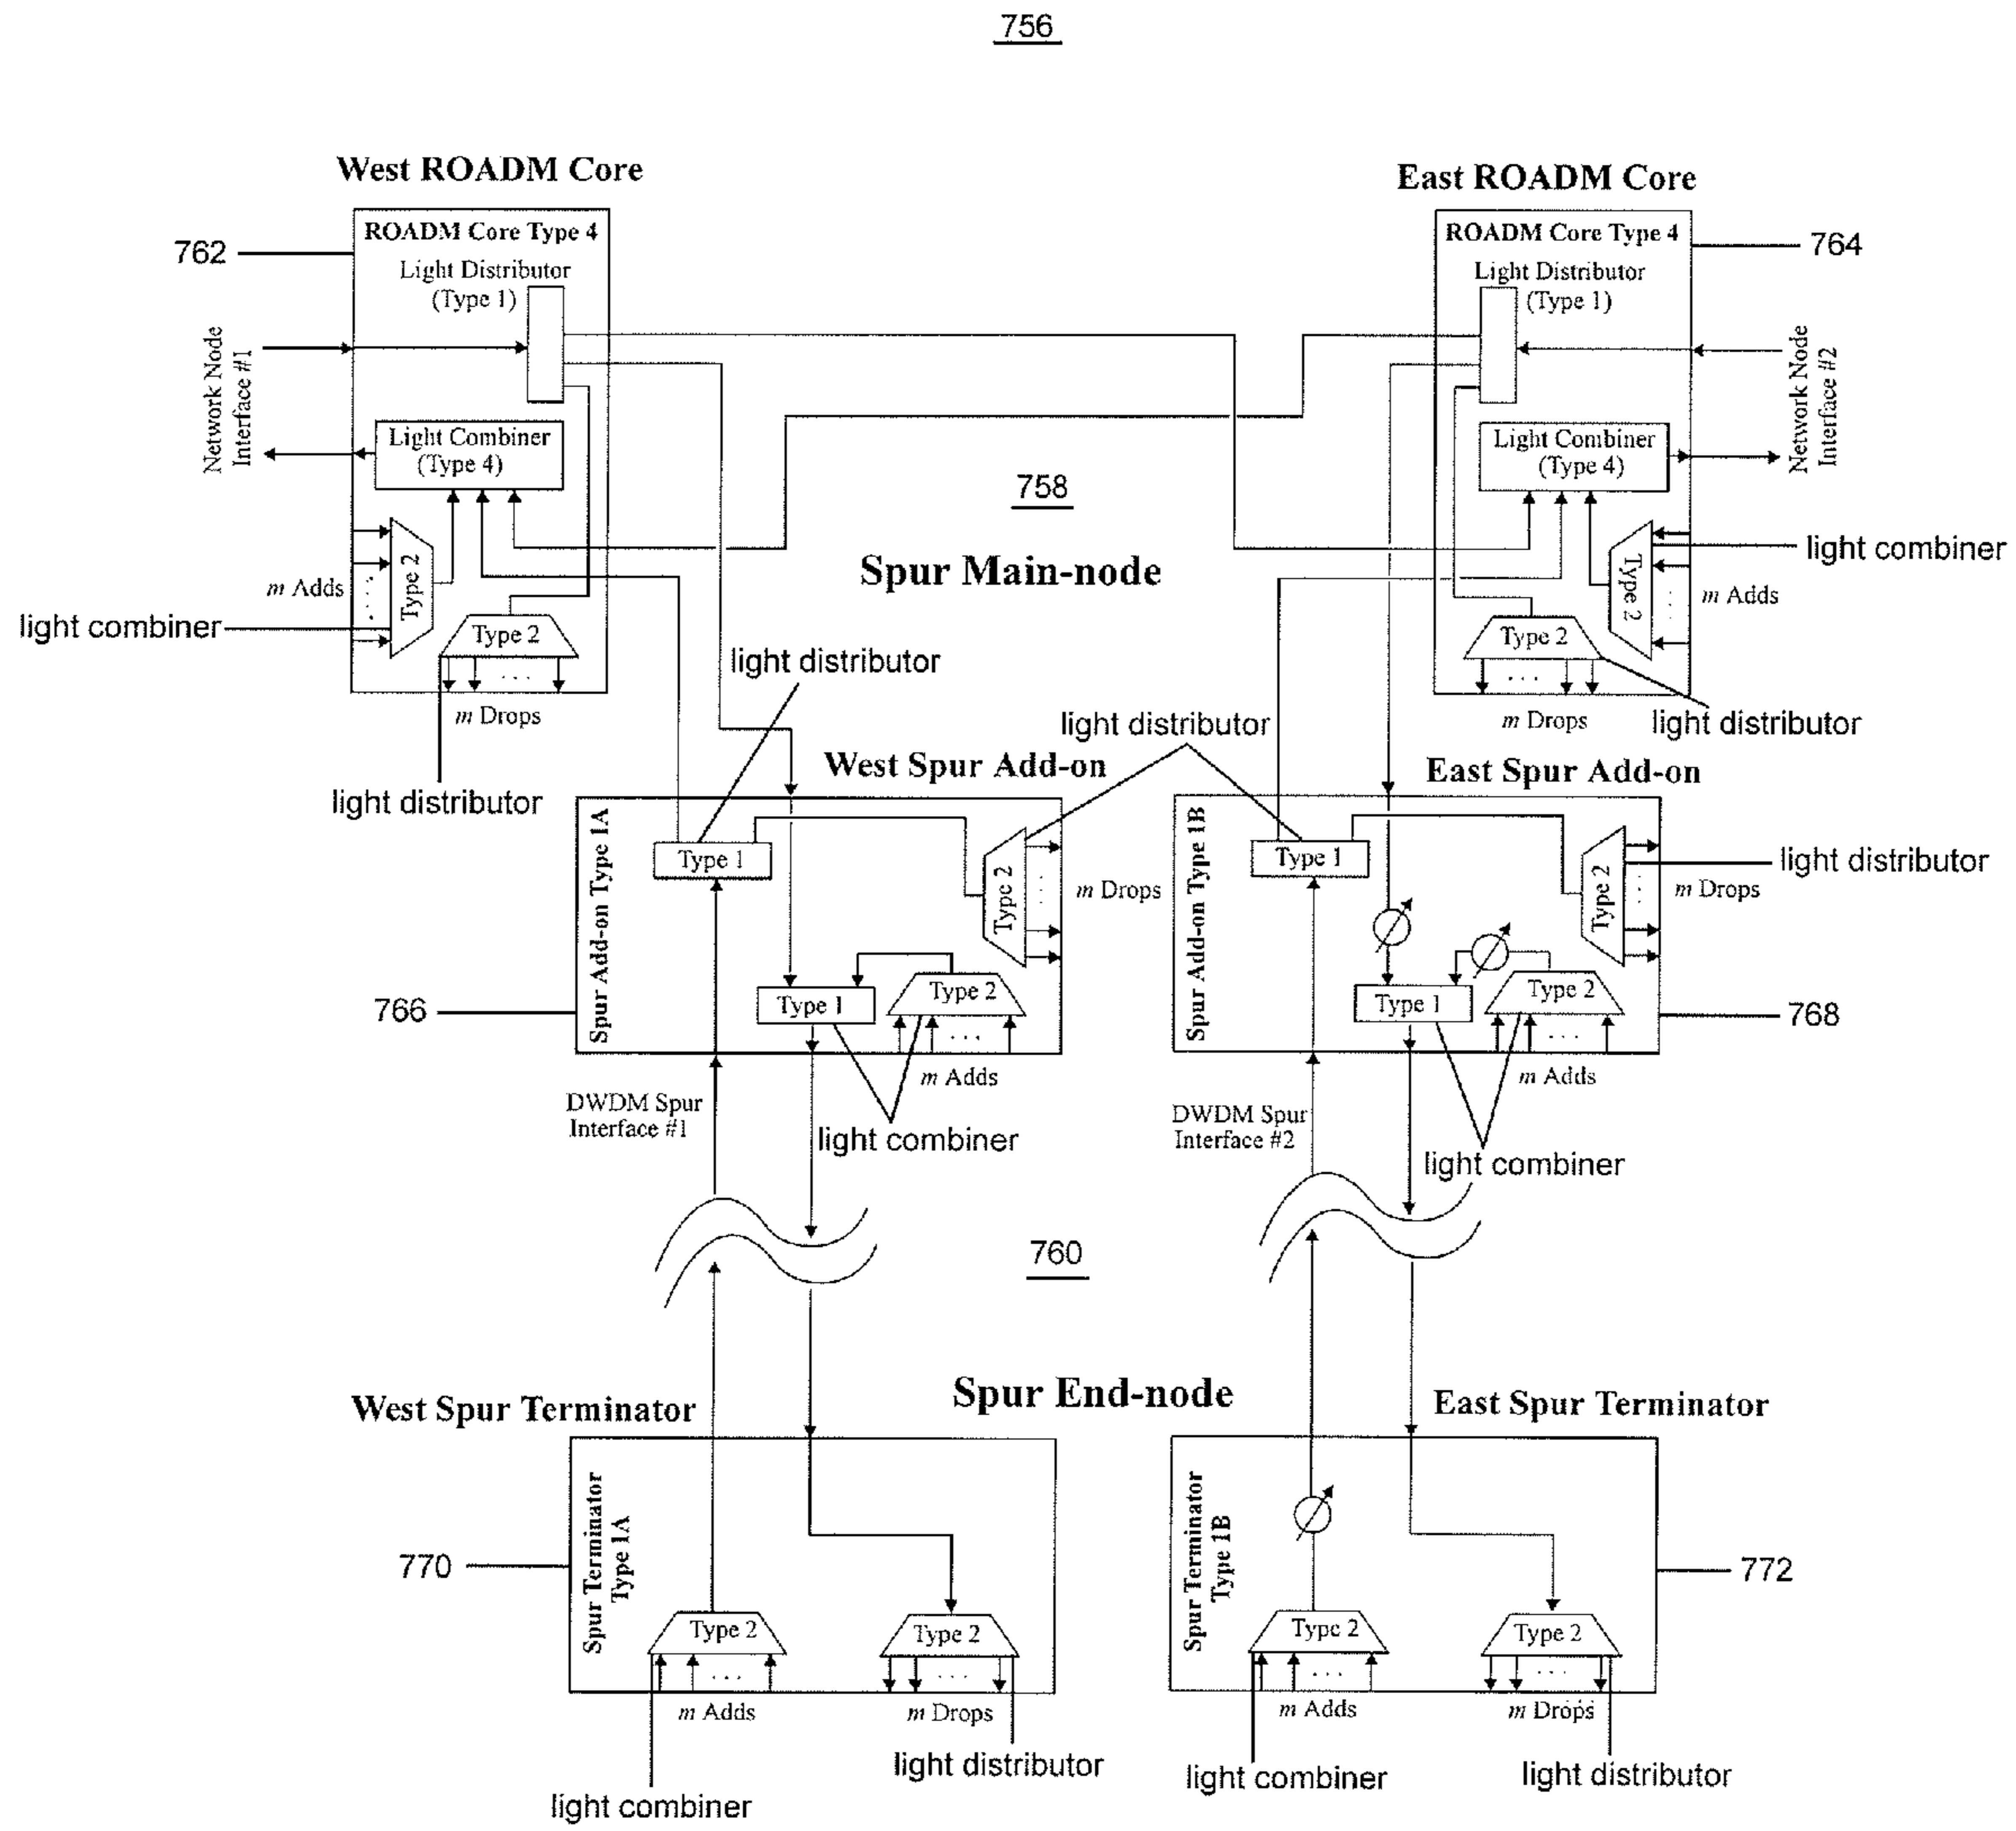 756
West ROADM Core
East ROADM Core
762
ROADM Core Type 4
Light Distributor
(Type 1)
Network Node
Interface #1
Light Combiner
(Type 4)
m Adds
Type 2
light combiner
Type 2
m Drops
light distributor
ROADM Core Type 4
764
Light Distributor
(Type 1)
Network Node
Interface #2
Light Combiner
(Type 4)
light combiner
Type 2
m Adds
Type 2
m Drops
light distributor
758
Spur Main-node
light distributor
light distributor
West Spur Add-on
East Spur Add-on
Spur Add-on Type 1A
Type 1
Type 2
m Drops
766
Type 1
Type 2
m Adds
light combiner
DWDM Spur
Interface #1
Spur Add-on Type 1B
Type 1
Type 2
light distributor
m Drops
Type 1
Type 2
768
m Adds
light combiner
DWDM Spur
Interface #2
760
Spur End-node
West Spur Terminator
East Spur Terminator
770
Spur Terminator
Type 1A
Type 2
Type 2
m Adds
m Drops
light distributor
light combiner
Spur Terminator
Type 1B
772
Type 2
Type 2
m Adds
m Drops
light combiner
light distributor